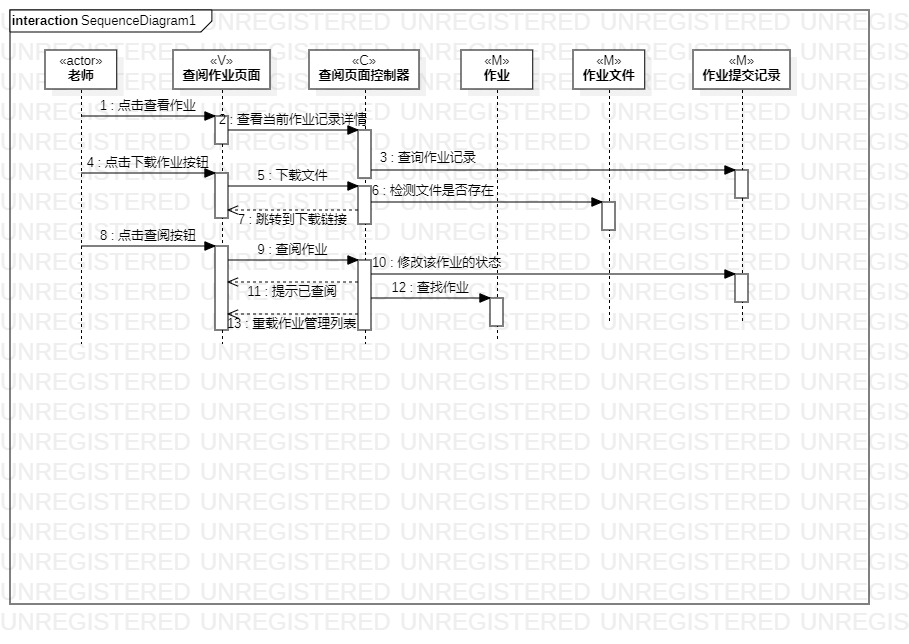 interaction SequenceDiagram1
«actor»
老师
«V»
查阅作业页面
«C»
查阅页面控制器
«M»
作业
«M»
作业文件
«M»
作业提交记录
1 : 点击查看作业
2 : 查看当前作业记录详情
3 : 查询作业记录
4 : 点击下载作业按钮
5 : 下载文件
6 : 检测文件是否存在
7 : 跳转到下载链接
8 : 点击查阅按钮
9 : 查阅作业
10 : 修改该作业的状态
11 : 提示已查阅
12 : 查找作业
13 : 重载作业管理列表
UNREGISTERED UNREGISTERED UNREGISTERED UNREGISTERED UNREGIS